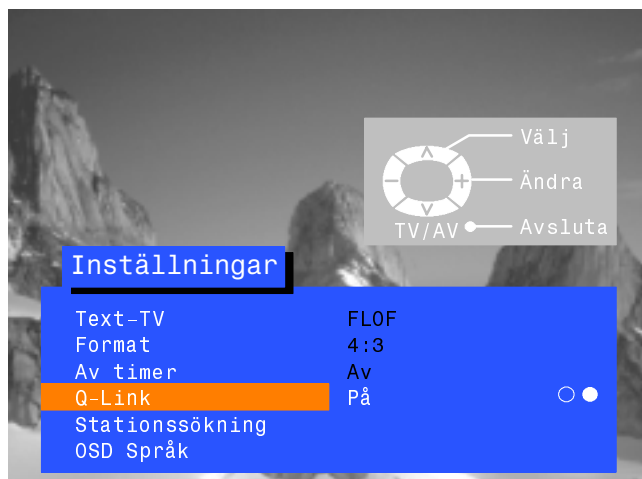 Välj
Ändra
TV/AV Avsluta
Inställningar
Text-TV FLOF
Format 4:3
Av timer Av
Q-Link På
Stationssökning
OSD Språk